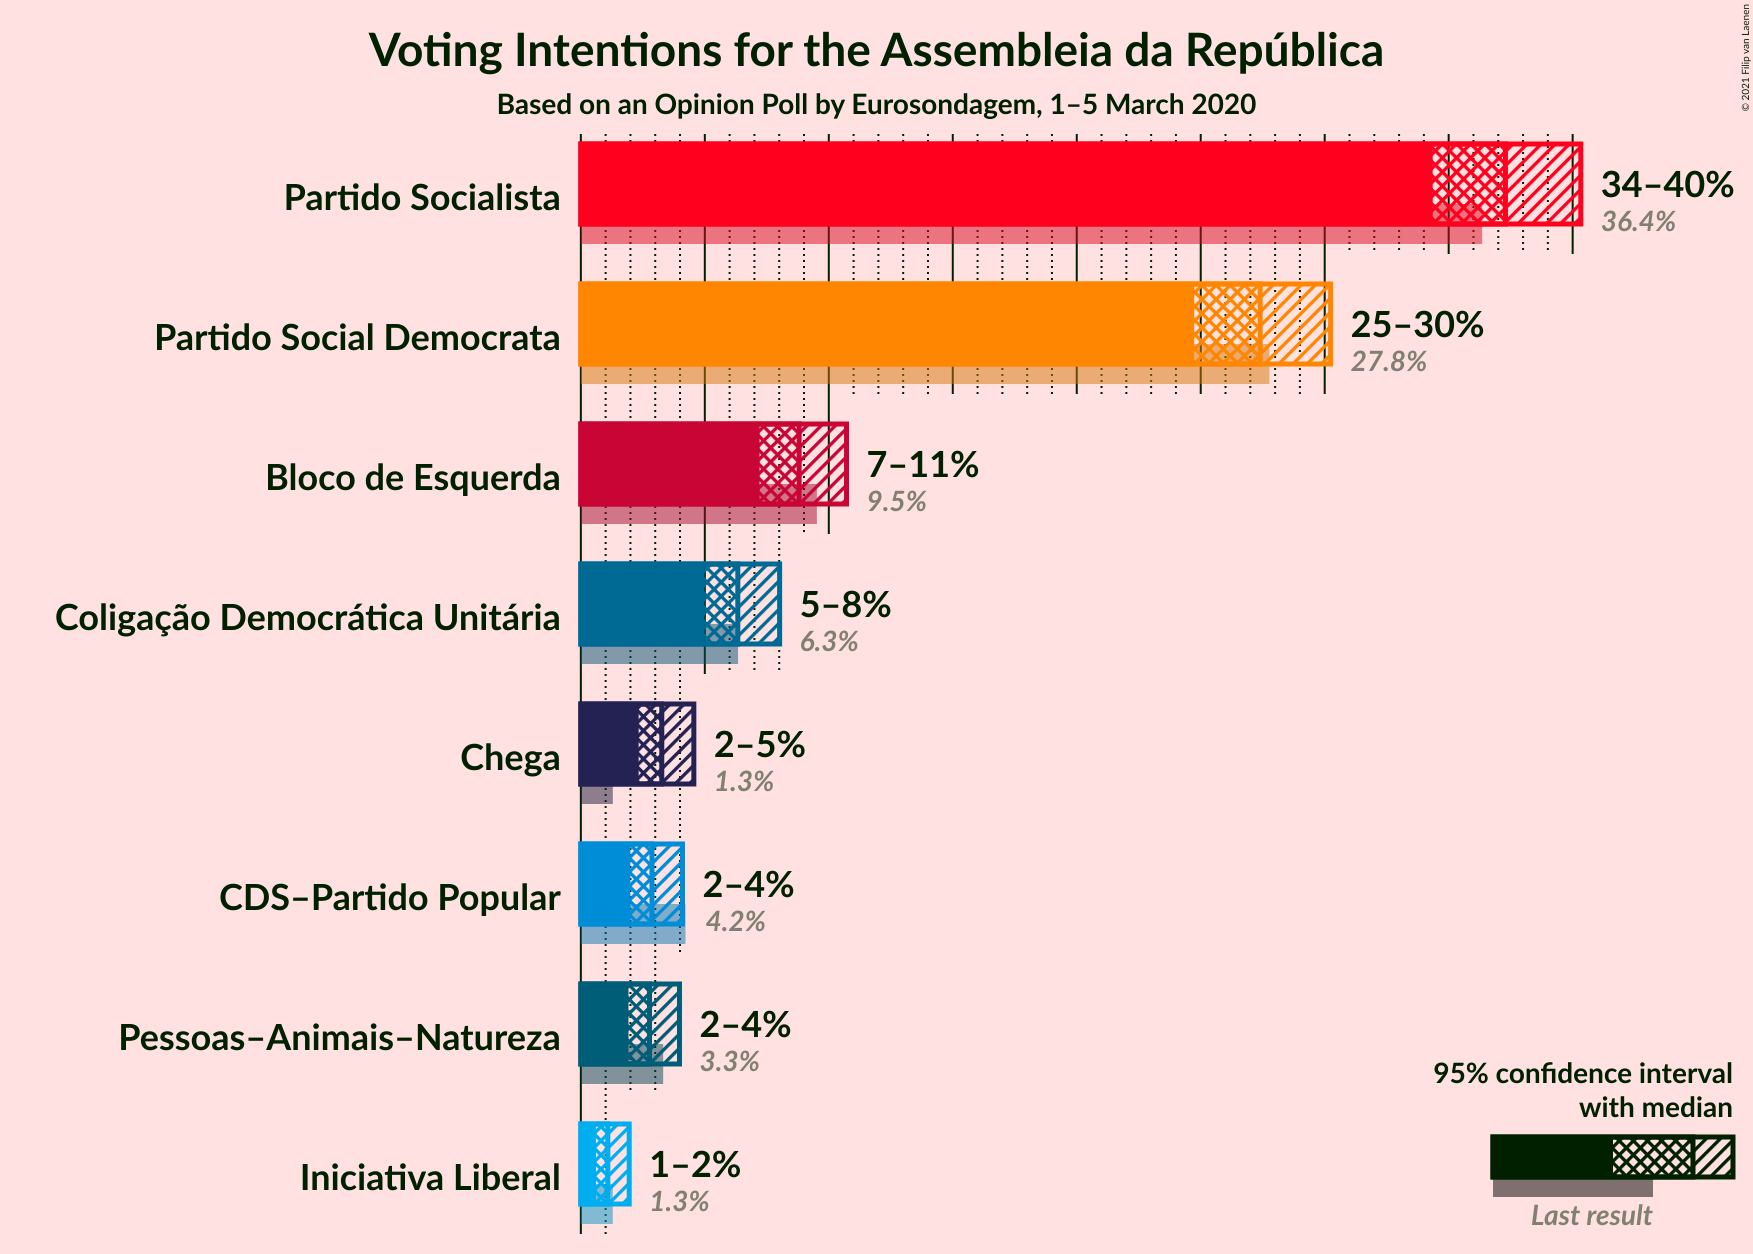 Voting Intentions for the Assembleia da República
Based on an Opinion Poll by Eurosondagem, 1–5 March 2020
© 2021 Filip van Laenen
Partido Socialista
34–40%
36.4%
Partido Social Democrata
25–30%
27.8%
Bloco de Esquerda
7–11%
9.5%
Coligação Democrática Unitária
5–8%
6.3%
Chega
2–5%
1.3%
CDS–Partido Popular
2–4%
4.2%
Pessoas–Animais–Natureza
2–4%
3.3%
Iniciativa Liberal
1–2%
1.3%
95% confidence interval
with median
Last result